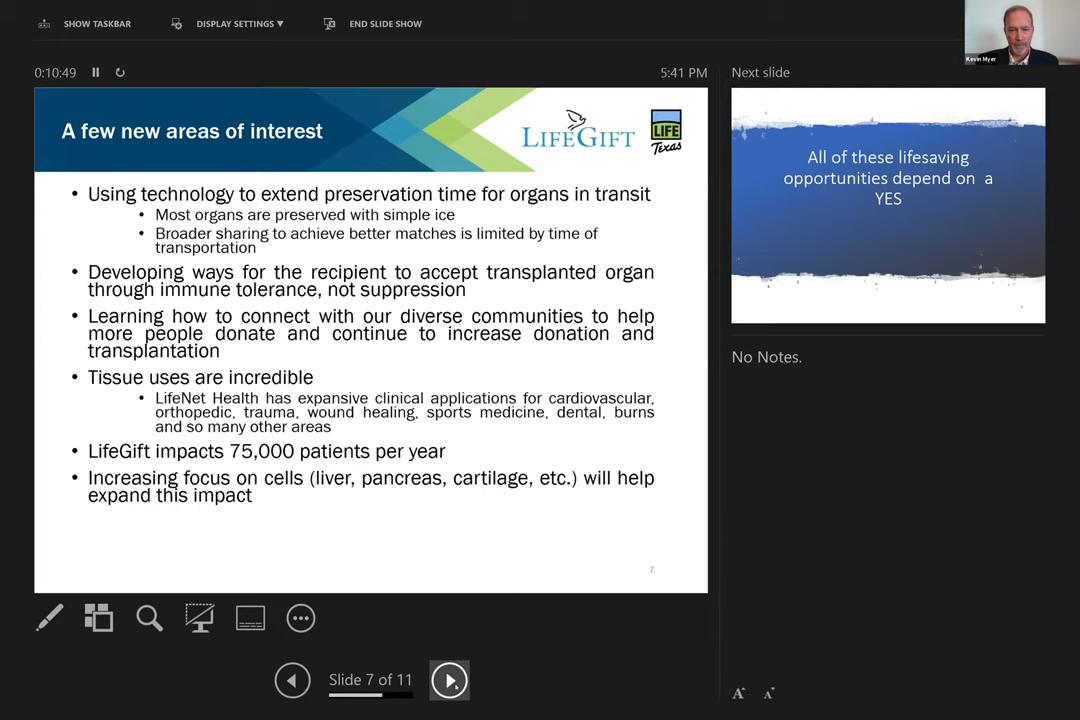 SHOW TASKBAR
DISPLAY SETTINGS ▼
END SLIDE SHOW
Kevin Myer
0:10:49
5:41 PM
Next slide
A few new areas of interest
LIFEGIFT
LIFE
Texas
• Using technology to extend preservation time for organs in transit
• Most organs are preserved with simple ice
• Broader sharing to achieve better matches is limited by time of
transportation
• Developing ways for the recipient to accept transplanted organ
through immune tolerance, not suppression
• Learning how to connect with our diverse communities to help
more people donate and continue to increase donation and
transplantation
• Tissue uses are incredible
• LifeNet Health has expansive clinical applications for cardiovascular,
orthopedic, trauma, wound healing, sports medicine, dental, burns
and so many other areas
• LifeGift impacts 75,000 patients per year
• Increasing focus on cells (liver, pancreas, cartilage, etc.) will help
expand this impact
7
All of these lifesaving
opportunities depend on a
YES
No Notes.
Slide 7 of 11
A A